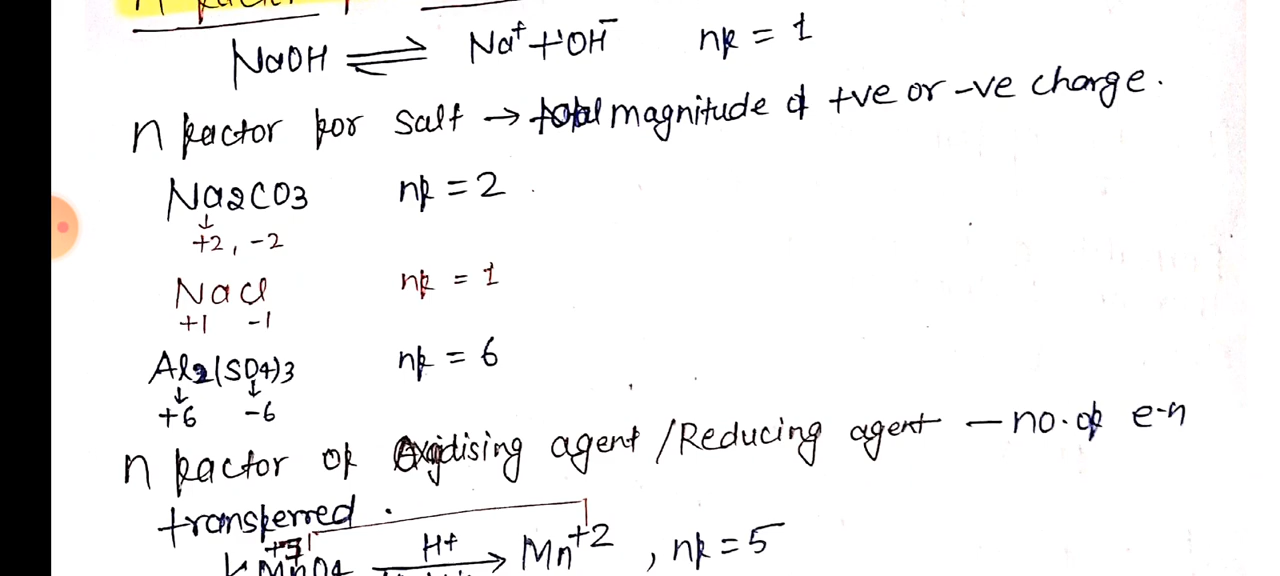 n factor
NaOH ⇌ Na+ + OH- nf = 1
n factor for salt → total magnitude of +ve or -ve charge.
Na2CO3 nf = 2
↓
+2, -2
NaCl nf = 1
+1 -1
Al2(SO4)3 nf = 6
↓ ↓
+6 -6
n factor of Oxidising agent / Reducing agent - no. of e-n
transferred.
KMnO4 H+ → Mn+2, nf = 5